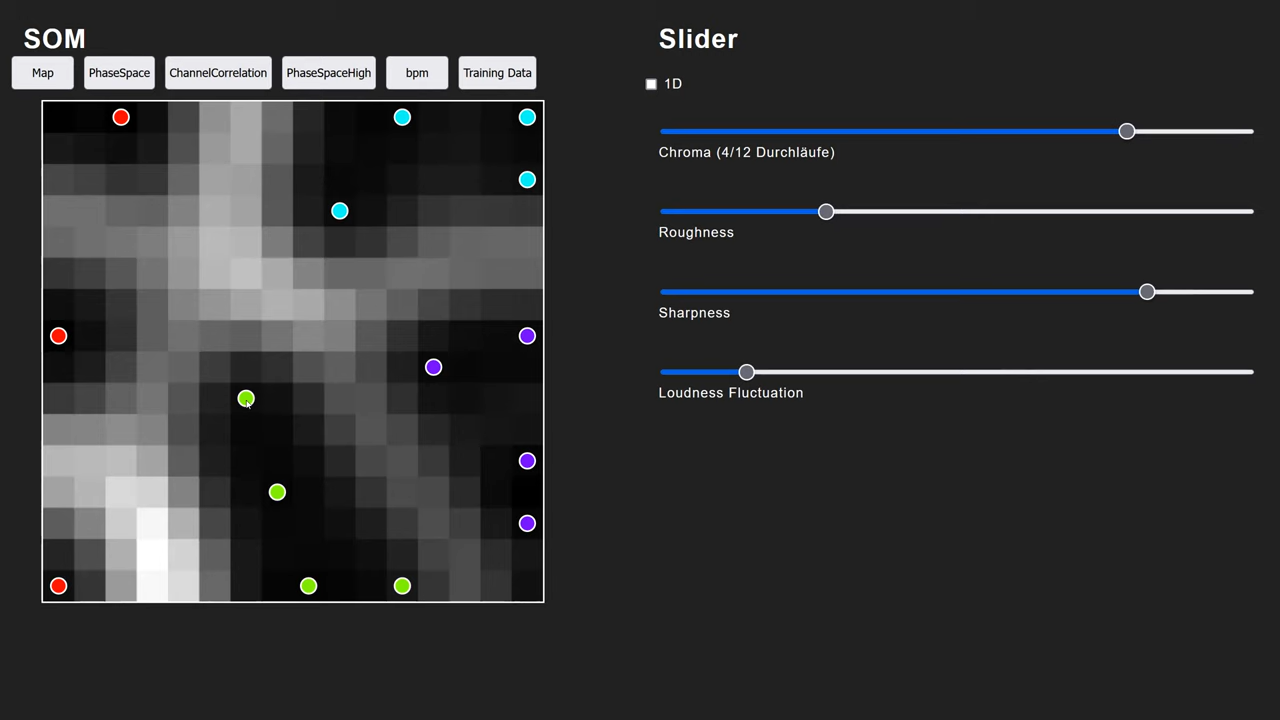 SOM
Map PhaseSpace ChannelCorrelation PhaseSpaceHigh bpm Training Data
Slider
1D
Chroma (4/12 Durchläufe)
Roughness
Sharpness
Loudness Fluctuation